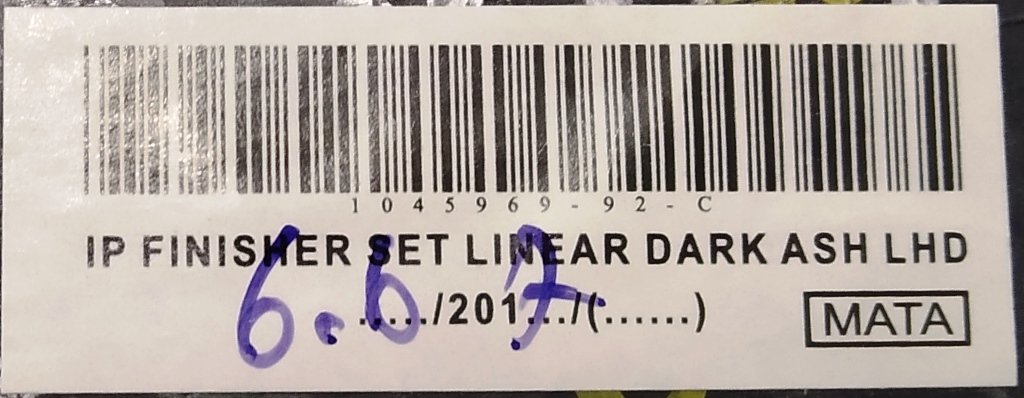 1045969-92-C
IP FINISHER SET LINEAR DARK ASH LHD
...../201.../(......)
6.6.7
MATA